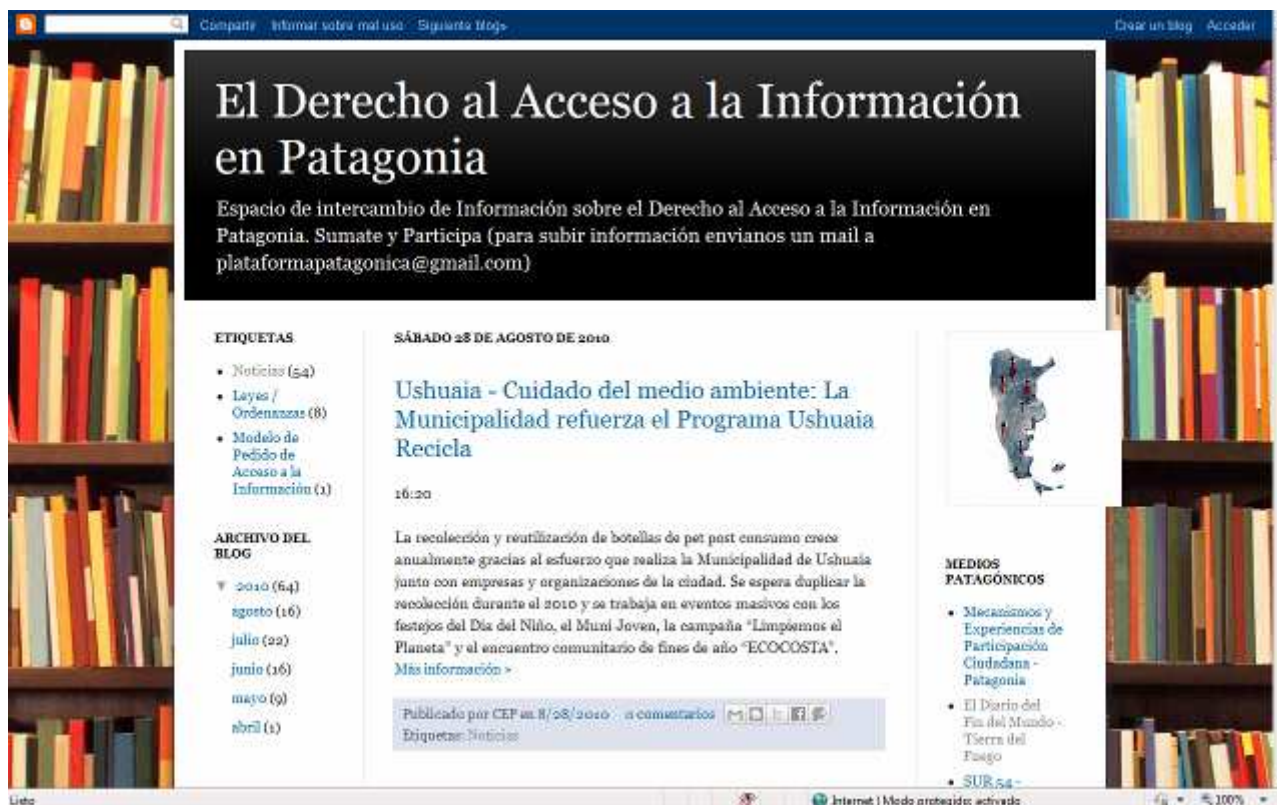 Compartir Informar sobre mal uso Siguiente blog»
Crear un blog Acceder
El Derecho al Acceso a la Información
en Patagonia
Espacio de intercambio de Información sobre el Derecho al Acceso a la Información en
Patagonia. Sumate y Participa (para subir información envianos un mail a
plataformapatagonica@gmail.com)
ETIQUETAS
Noticias (54)
Leyes /
Ordenanzas (8)
Modelo de
Pedido de
Acceso a la
Información (1)
ARCHIVO DEL
BLOG
▼ 2010 (64)
agosto (16)
julio (22)
junio (16)
mayo (9)
abril (1)
SÁBADO 28 DE AGOSTO DE 2010
Ushuaia - Cuidado del medio ambiente: La
Municipalidad refuerza el Programa Ushuaia
Recicla
16:20
La recolección y reutilización de botellas de pet post consumo crece
anualmente gracias al esfuerzo que realiza la Municipalidad de Ushuaia
junto con empresas y organizaciones de la ciudad. Se espera duplicar la
recolección durante el 2010 y se trabaja en eventos masivos con los
festejos del Día del Niño, el Muni Joven, la campaña “Limpiemos el
Planeta” y el encuentro comunitario de fines de año “ECOCOSTA”.
Más información »
Publicado por CEP en 8/28/2010 0 comentarios
Etiquetas: Noticias
MEDIOS
PATAGÓNICOS
Mecanismos y
Experiencias de
Participación
Ciudadana -
Patagonia
El Diario del
Fin del Mundo -
Tierra del
Fuego
SUR 54 -
Listo
Internet | Modo protegido: activado
100%